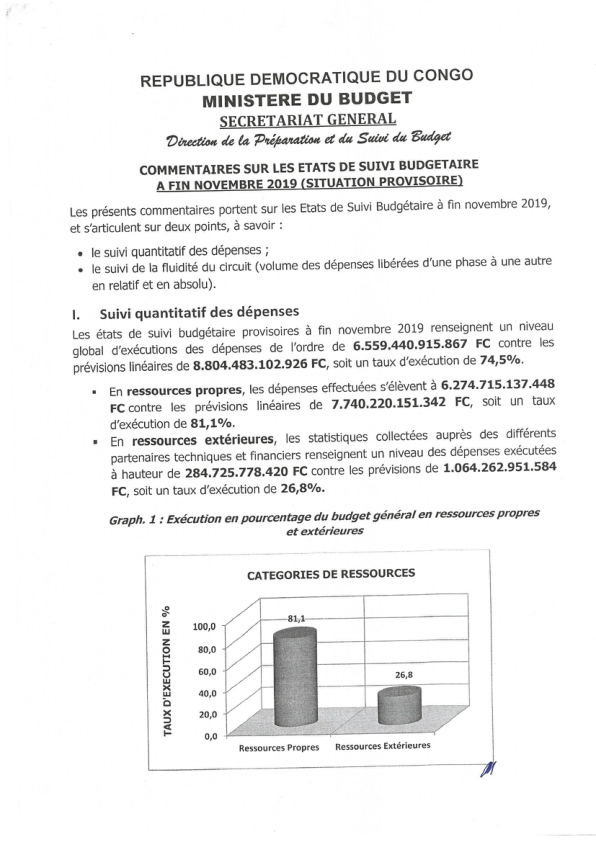 REPUBLIQUE DEMOCRATIQUE DU CONGO
MINISTERE DU BUDGET
SECRETARIAT GENERAL
Direction de la Préparation et du Suivi du Budget
COMMENTAIRES SUR LES ETATS DE SUIVI BUDGETAIRE
A FIN NOVEMBRE 2019 (SITUATION PROVISOIRE)
Les présents commentaires portent sur les Etats de Suivi Budgétaire à fin novembre 2019,
et s'articulent sur deux points, à savoir :
• le suivi quantitatif des dépenses ;
• le suivi de la fluidité du circuit (volume des dépenses libérées d'une phase à une autre
en relatif et en absolu).
I. Suivi quantitatif des dépenses
Les états de suivi budgétaire provisoires à fin novembre 2019 renseignent un niveau
global d'exécutions des dépenses de l'ordre de 6.559.440.915.867 FC contre les
prévisions linéaires de 8.804.483.102.926 FC, soit un taux d'exécution de 74,5%.
▪ En ressources propres, les dépenses effectuées s'élèvent à 6.274.715.137.448
FC contre les prévisions linéaires de 7.740.220.151.342 FC, soit un taux
d'exécution de 81,1%.
▪ En ressources extérieures, les statistiques collectées auprès des différents
partenaires techniques et financiers renseignent un niveau des dépenses exécutées
à hauteur de 284.725.778.420 FC contre les prévisions de 1.064.262.951.584
FC, soit un taux d'exécution de 26,8%.
Graph. 1 : Exécution en pourcentage du budget général en ressources propres
et extérieures
CATEGORIES DE RESSOURCES
TAUX D'EXECUTION EN %
100,0
80,0
60,0
40,0
20,0
0,0
81,1
26,8
Ressources Propres
Ressources Extérieures